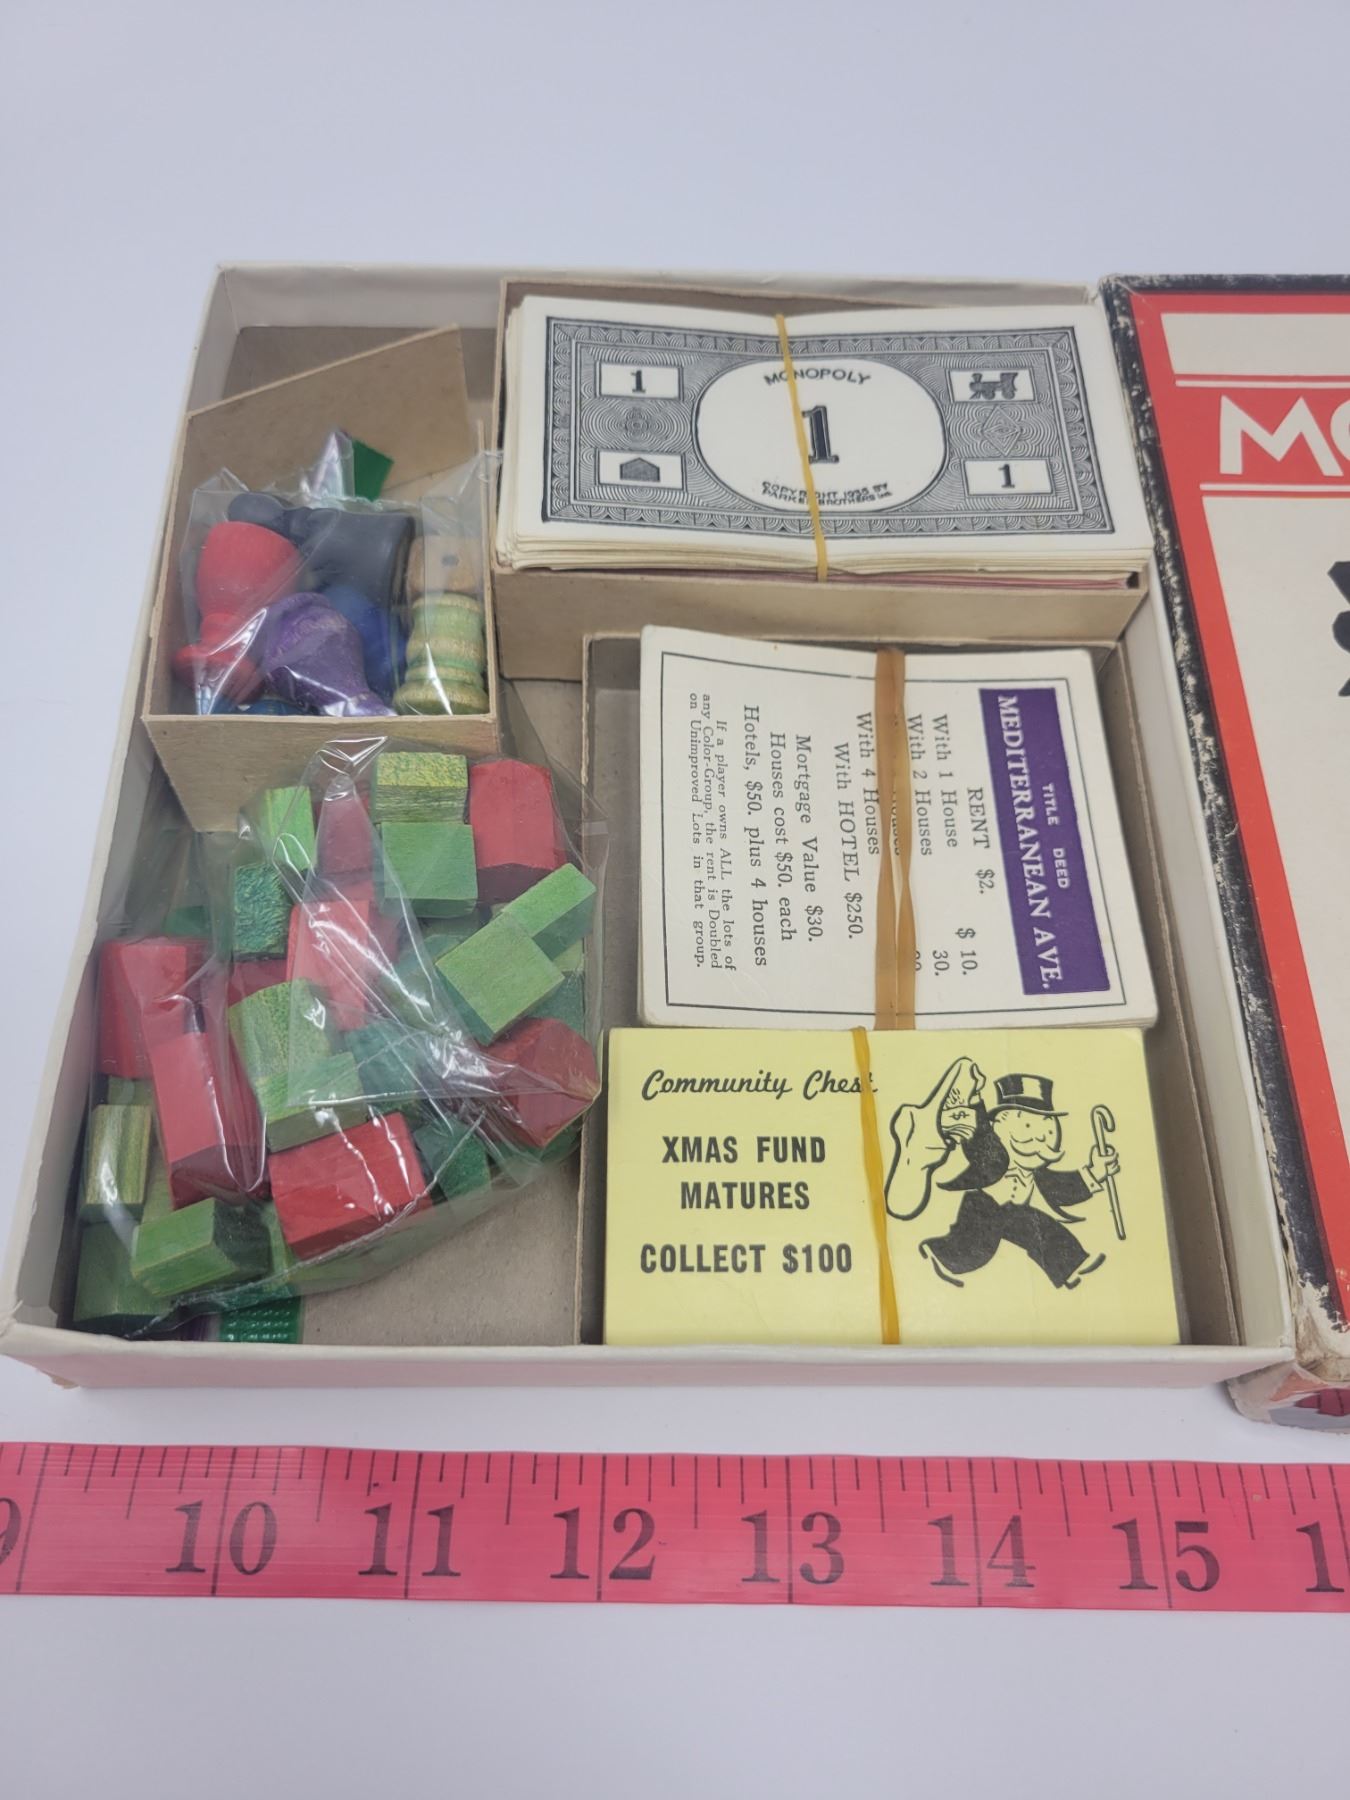 1
MONOPOLY
1
COPYRIGHT 1935 BY
PARKER BROTHERS INC.
1
MO
TITLE DEED
MEDITERRANEAN AVE.
RENT $2.
With 1 House $ 10.
With 2 Houses 30.
With 4 Houses
With HOTEL $250.
Mortgage Value $30.
Houses cost $50. each
Hotels, $50. plus 4 houses
If a player owns ALL the lots of
any Color-Group, the rent is Doubled
on Unimproved Lots in that group.
Community Chest
XMAS FUND
MATURES
COLLECT $100
$
9 10 11 12 13 14 15 1